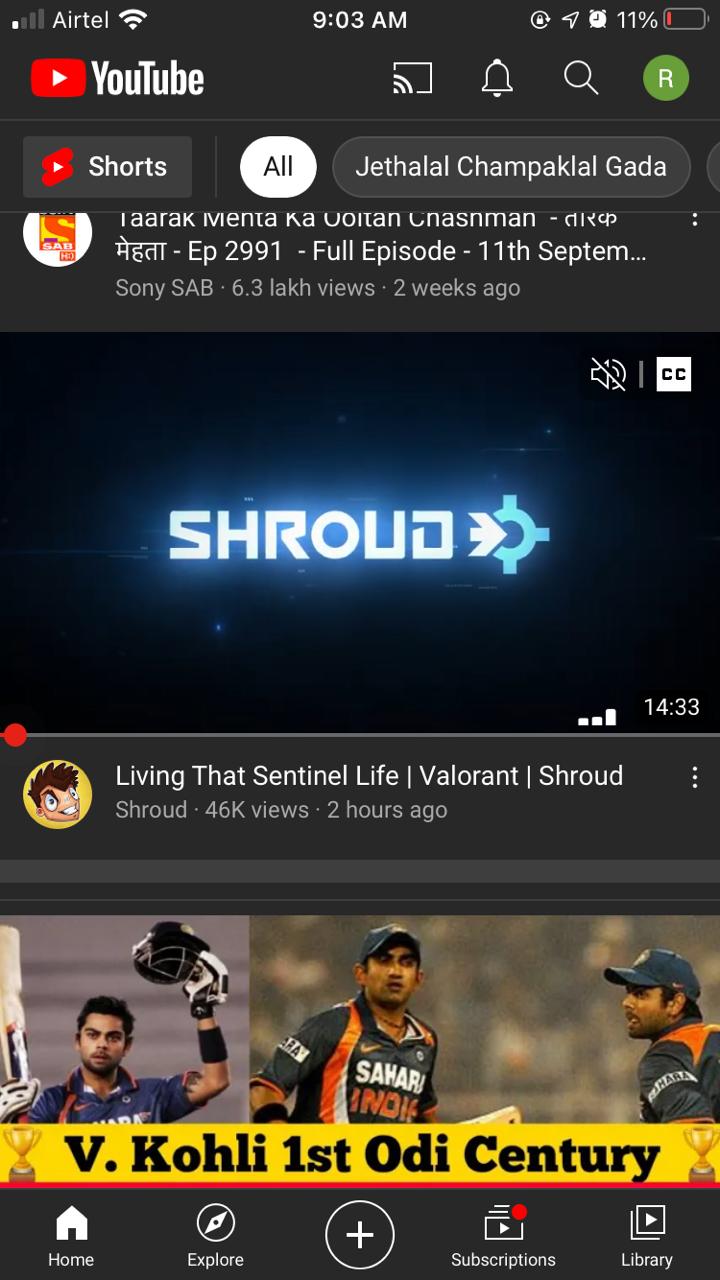 Airtel 9:03 AM 11%
YouTube R
Shorts All Jethalal Champaklal Gada
SAB
HD
Taarak Mehta Ka Ooltah Chashmah - तारक
मेहता - Ep 2991 - Full Episode - 11th Septem...
Sony SAB · 6.3 lakh views · 2 weeks ago
CC
SHROUD
14:33
Living That Sentinel Life | Valorant | Shroud
Shroud · 46K views · 2 hours ago
SAHARA
INDIA
V. Kohli 1st Odi Century
Home Explore Subscriptions Library